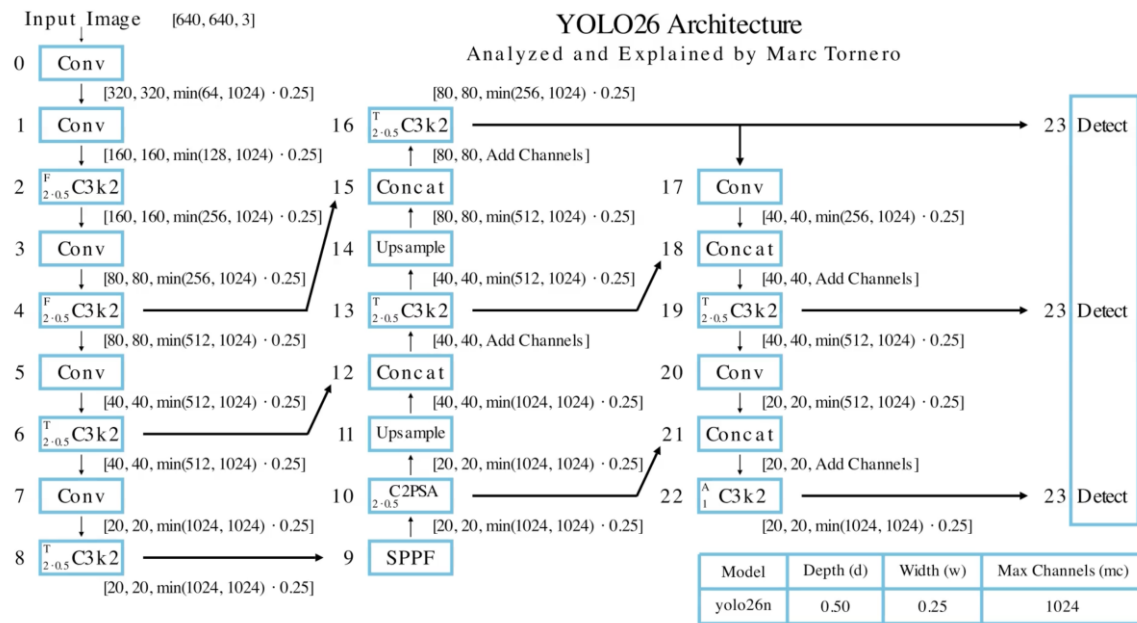 YOLO26 Architecture
Analyzed and Explained by Marc Tornero
Input Image [640, 640, 3]
0 Conv
[320, 320, min(64, 1024) · 0.25]
1 Conv
[160, 160, min(128, 1024) · 0.25]
2 F 2·0.5 C3k2
[160, 160, min(256, 1024) · 0.25]
3 Conv
[80, 80, min(256, 1024) · 0.25]
4 F 2·0.5 C3k2
[80, 80, min(512, 1024) · 0.25]
5 Conv
[40, 40, min(512, 1024) · 0.25]
6 T 2·0.5 C3k2
[40, 40, min(512, 1024) · 0.25]
7 Conv
[20, 20, min(1024, 1024) · 0.25]
8 T 2·0.5 C3k2
[20, 20, min(1024, 1024) · 0.25]
[80, 80, min(256, 1024) · 0.25]
16 T 2·0.5 C3k2
[80, 80, Add Channels]
15 Concat
[80, 80, min(512, 1024) · 0.25]
14 Upsample
[40, 40, min(512, 1024) · 0.25]
13 T 2·0.5 C3k2
[40, 40, Add Channels]
12 Concat
[40, 40, min(1024, 1024) · 0.25]
11 Upsample
[20, 20, min(1024, 1024) · 0.25]
10 2·0.5 C2PSA
[20, 20, min(1024, 1024) · 0.25]
9 SPPF
17 Conv
[40, 40, min(256, 1024) · 0.25]
18 Concat
[40, 40, Add Channels]
19 T 2·0.5 C3k2
[40, 40, min(512, 1024) · 0.25]
20 Conv
[20, 20, min(512, 1024) · 0.25]
21 Concat
[20, 20, Add Channels]
22 A 1 C3k2
[20, 20, min(1024, 1024) · 0.25]
23 Detect
23 Detect
23 Detect
Model Depth (d) Width (w) Max Channels (mc)
yolo26n 0.50 0.25 1024